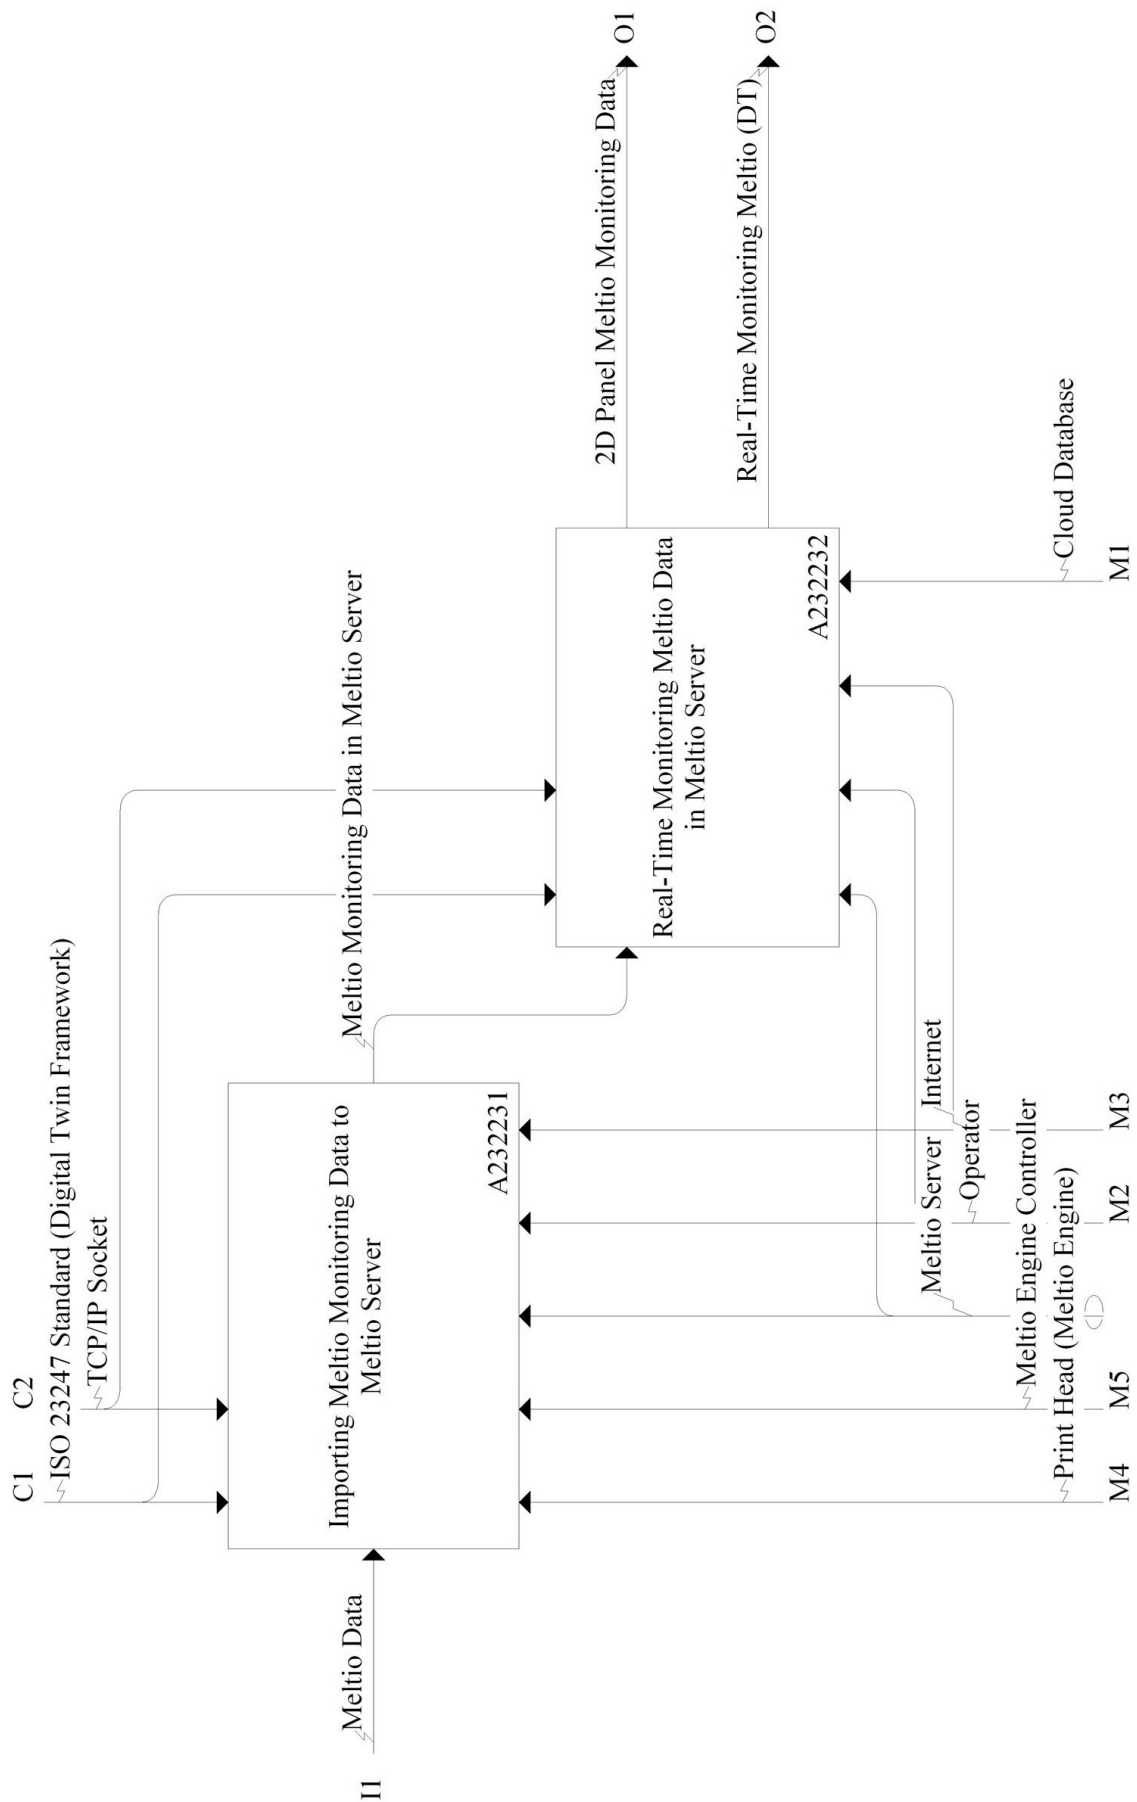 C1
C2
ISO 23247 Standard (Digital Twin Framework)
TCP/IP Socket
I1
Meltio Data
Importing Meltio Monitoring Data to
Meltio Server
A232231
Meltio Monitoring Data in Meltio Server
Real-Time Monitoring Meltio Data
in Meltio Server
A232232
2D Panel Meltio Monitoring Data
O1
Real-Time Monitoring Meltio (DT)
O2
Meltio Server
Internet
Operator
Meltio Engine Controller
Print Head (Meltio Engine)
Cloud Database
M4
M5
M2
M3
M1